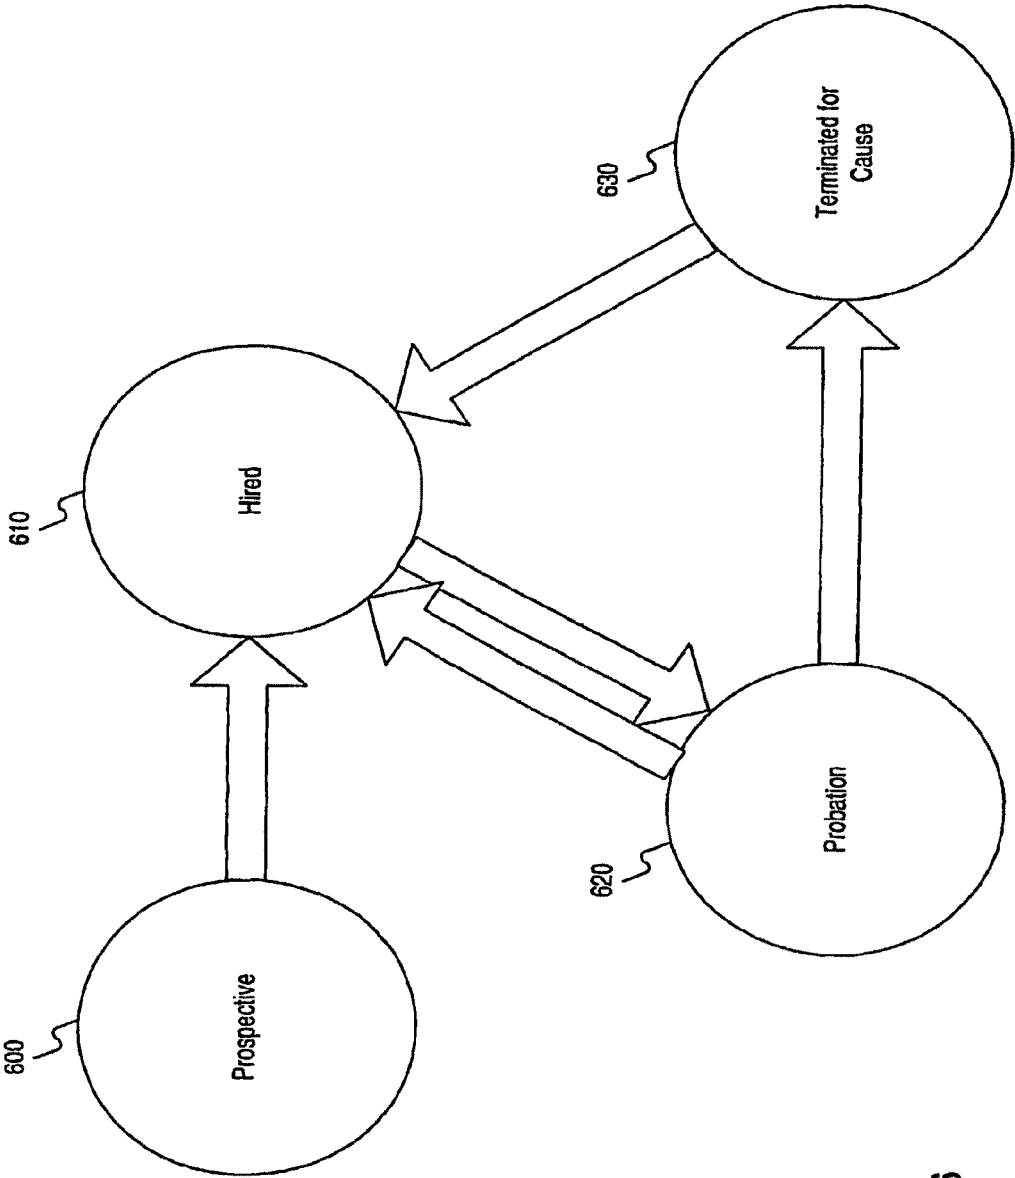 600
Prospective
610
Hired
620
Probation
630
Terminated for
Cause